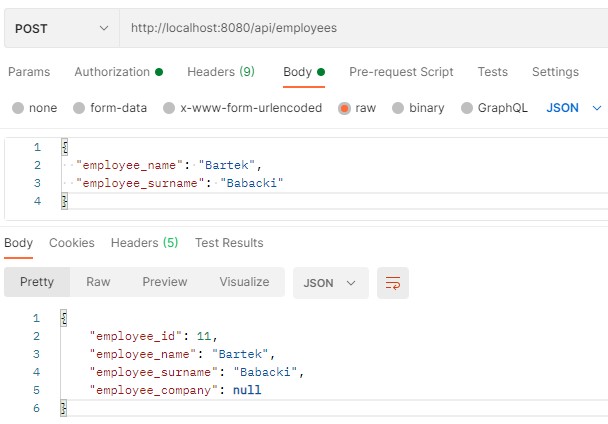 POST http://localhost:8080/api/employees
Params Authorization Headers (9) Body Pre-request Script Tests Settings
none form-data x-www-form-urlencoded raw binary GraphQL JSON
1 {
2 "employee_name": "Bartek",
3 "employee_surname": "Babacki"
4 }
Body Cookies Headers (5) Test Results
Pretty Raw Preview Visualize JSON
1 {
2 "employee_id": 11,
3 "employee_name": "Bartek",
4 "employee_surname": "Babacki",
5 "employee_company": null
6 }